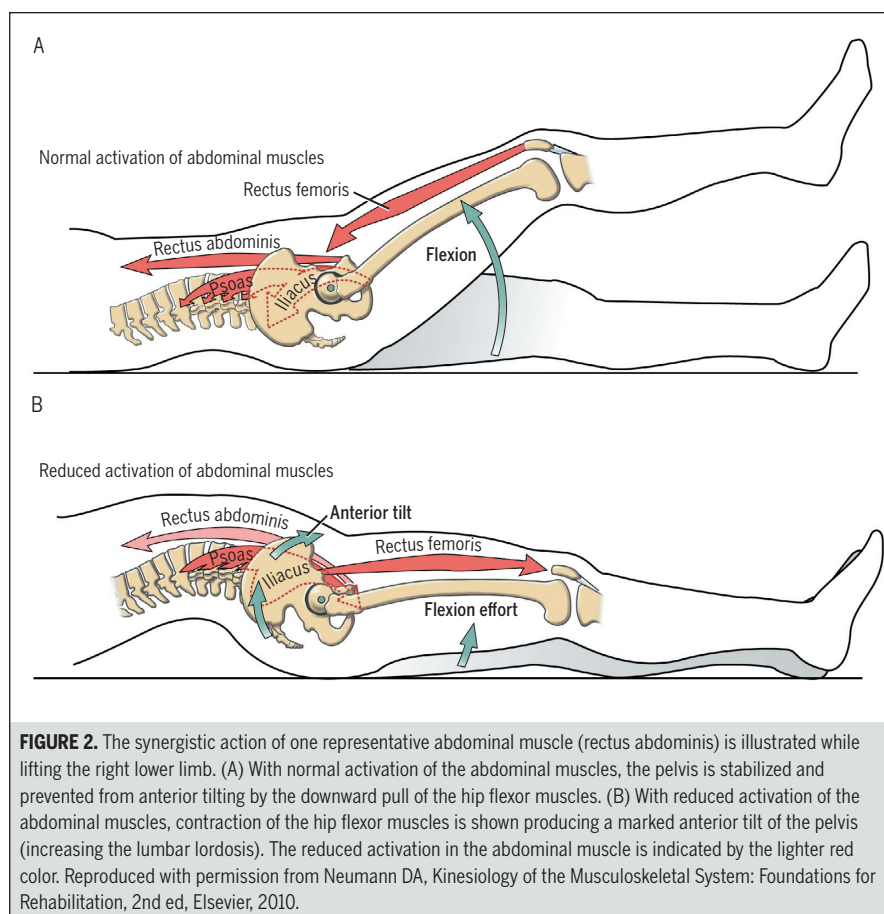 A
Normal activation of abdominal muscles
Rectus femoris
Rectus abdominis
Psoas
Iliacus
Flexion
B
Reduced activation of abdominal muscles
Rectus abdominis
Anterior tilt
Psoas
Rectus femoris
Iliacus
Flexion effort
FIGURE 2. The synergistic action of one representative abdominal muscle (rectus abdominis) is illustrated while
lifting the right lower limb. (A) With normal activation of the abdominal muscles, the pelvis is stabilized and
prevented from anterior tilting by the downward pull of the hip flexor muscles. (B) With reduced activation of the
abdominal muscles, contraction of the hip flexor muscles is shown producing a marked anterior tilt of the pelvis
(increasing the lumbar lordosis). The reduced activation in the abdominal muscle is indicated by the lighter red
color. Reproduced with permission from Neumann DA, Kinesiology of the Musculoskeletal System: Foundations for
Rehabilitation, 2nd ed, Elsevier, 2010.